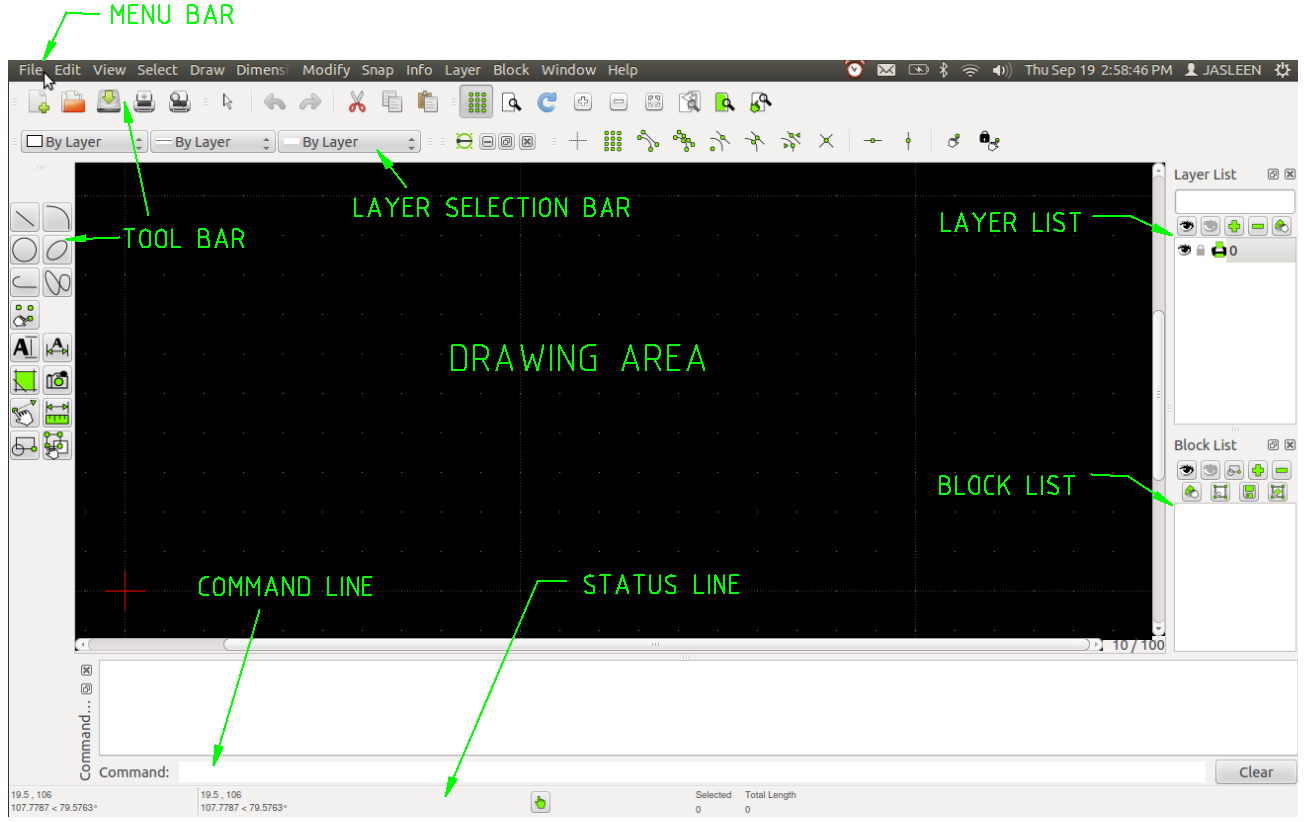 MENU BAR
File Edit View Select Draw Dimensi Modify Snap Info Layer Block Window Help Thu Sep 19 2:58:46 PM JASLEEN
By Layer By Layer By Layer
Layer List
LAYER SELECTION BAR
LAYER LIST
TOOL BAR
0
A A
DRAWING AREA
Block List
BLOCK LIST
COMMAND LINE
STATUS LINE
10 / 100
Command...
Command:
Clear
19.5 , 106 19.5 , 106 Selected Total Length
107.7787 < 79.5763° 107.7787 < 79.5763° 0 0